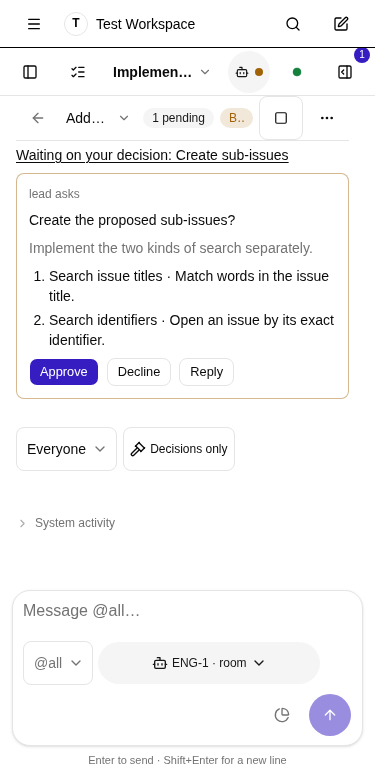 T Test Workspace
1
Implemen…
Add… 1 pending B..
Waiting on your decision: Create sub-issues
lead asks
Create the proposed sub-issues?
Implement the two kinds of search separately.
1. Search issue titles · Match words in the issue
title.
2. Search identifiers · Open an issue by its exact
identifier.
Approve Decline Reply
Everyone Decisions only
System activity
Message @all…
@all ENG-1 · room
Enter to send · Shift+Enter for a new line